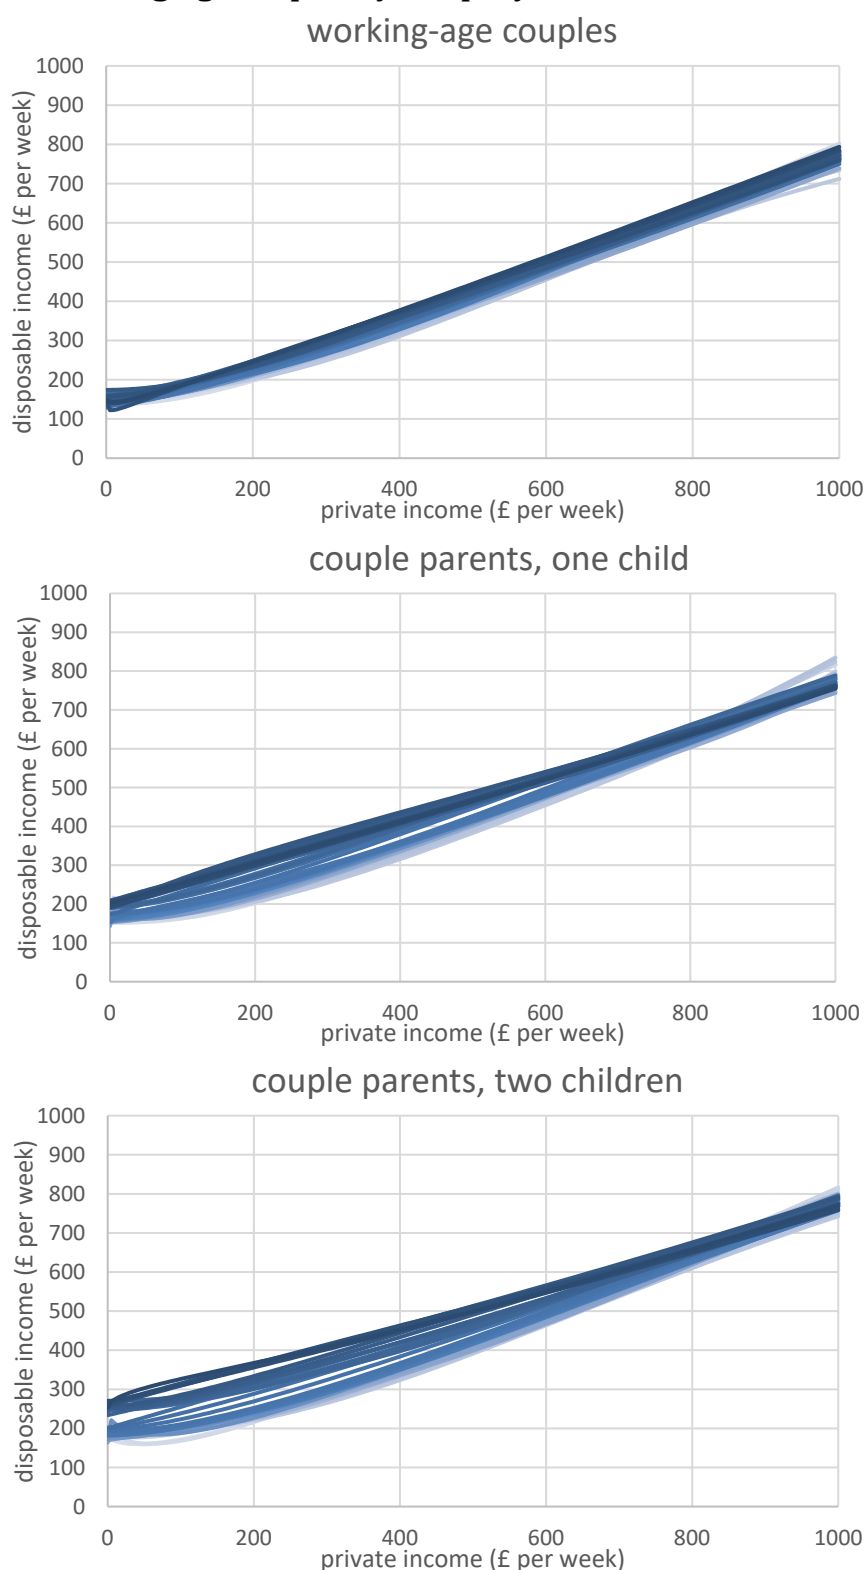 working-age couples
disposable income (£ per week)
1000
900
800
700
600
500
400
300
200
100
0
0 200 400 600 800 1000
private income (£ per week)
couple parents, one child
disposable income (£ per week)
1000
900
800
700
600
500
400
300
200
100
0
0 200 400 600 800 1000
private income (£ per week)
couple parents, two children
disposable income (£ per week)
1000
900
800
700
600
500
400
300
200
100
0
0 200 400 600 800 1000
private income (£ per week)